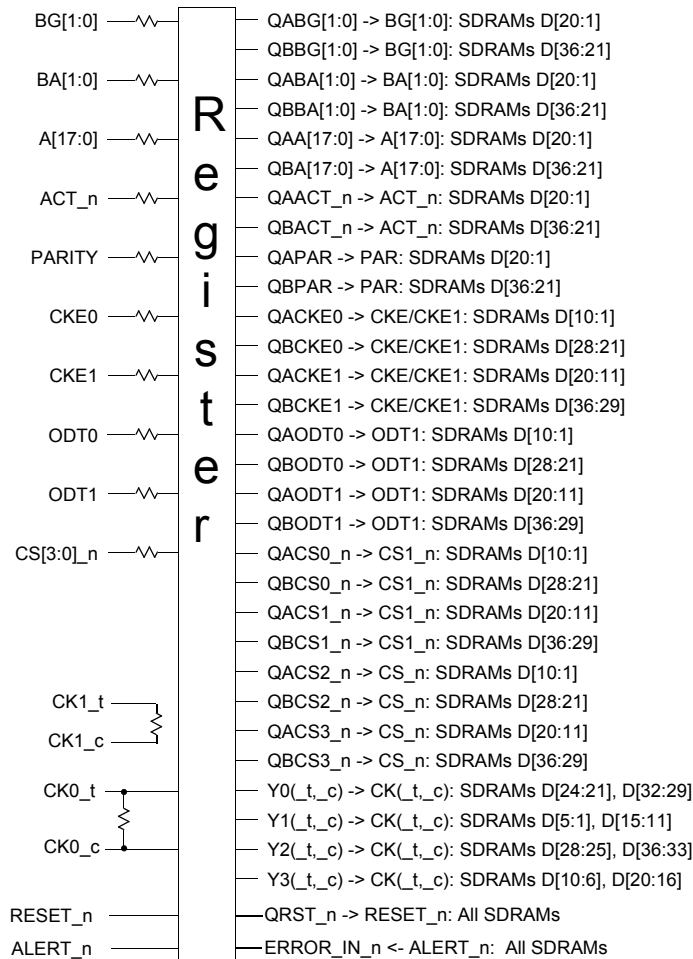 BG[1:0]
BA[1:0]
A[17:0]
ACT_n
PARITY
CKE0
CKE1
ODT0
ODT1
CS[3:0]_n
CK1_t
CK1_c
CK0_t
CK0_c
RESET_n
ALERT_n
Register
QABG[1:0] -> BG[1:0]: SDRAMs D[20:1]
QBBG[1:0] -> BG[1:0]: SDRAMs D[36:21]
QABA[1:0] -> BA[1:0]: SDRAMs D[20:1]
QBBA[1:0] -> BA[1:0]: SDRAMs D[36:21]
QAA[17:0] -> A[17:0]: SDRAMs D[20:1]
QBA[17:0] -> A[17:0]: SDRAMs D[36:21]
QAACT_n -> ACT_n: SDRAMs D[20:1]
QBACT_n -> ACT_n: SDRAMs D[36:21]
QAPAR -> PAR: SDRAMs D[20:1]
QBPAR -> PAR: SDRAMs D[36:21]
QACKE0 -> CKE/CKE1: SDRAMs D[10:1]
QBCKE0 -> CKE/CKE1: SDRAMs D[28:21]
QACKE1 -> CKE/CKE1: SDRAMs D[20:11]
QBCKE1 -> CKE/CKE1: SDRAMs D[36:29]
QAODT0 -> ODT1: SDRAMs D[10:1]
QBODT0 -> ODT1: SDRAMs D[28:21]
QAODT1 -> ODT1: SDRAMs D[20:11]
QBODT1 -> ODT1: SDRAMs D[36:29]
QACS0_n -> CS1_n: SDRAMs D[10:1]
QBCS0_n -> CS1_n: SDRAMs D[28:21]
QACS1_n -> CS1_n: SDRAMs D[20:11]
QBCS1_n -> CS1_n: SDRAMs D[36:29]
QACS2_n -> CS_n: SDRAMs D[10:1]
QBCS2_n -> CS_n: SDRAMs D[28:21]
QACS3_n -> CS_n: SDRAMs D[20:11]
QBCS3_n -> CS_n: SDRAMs D[36:29]
Y0(_t,_c) -> CK(_t,_c): SDRAMs D[24:21], D[32:29]
Y1(_t,_c) -> CK(_t,_c): SDRAMs D[5:1], D[15:11]
Y2(_t,_c) -> CK(_t,_c): SDRAMs D[28:25], D[36:33]
Y3(_t,_c) -> CK(_t,_c): SDRAMs D[10:6], D[20:16]
QRST_n -> RESET_n: All SDRAMs
ERROR_IN_n <- ALERT_n: All SDRAMs